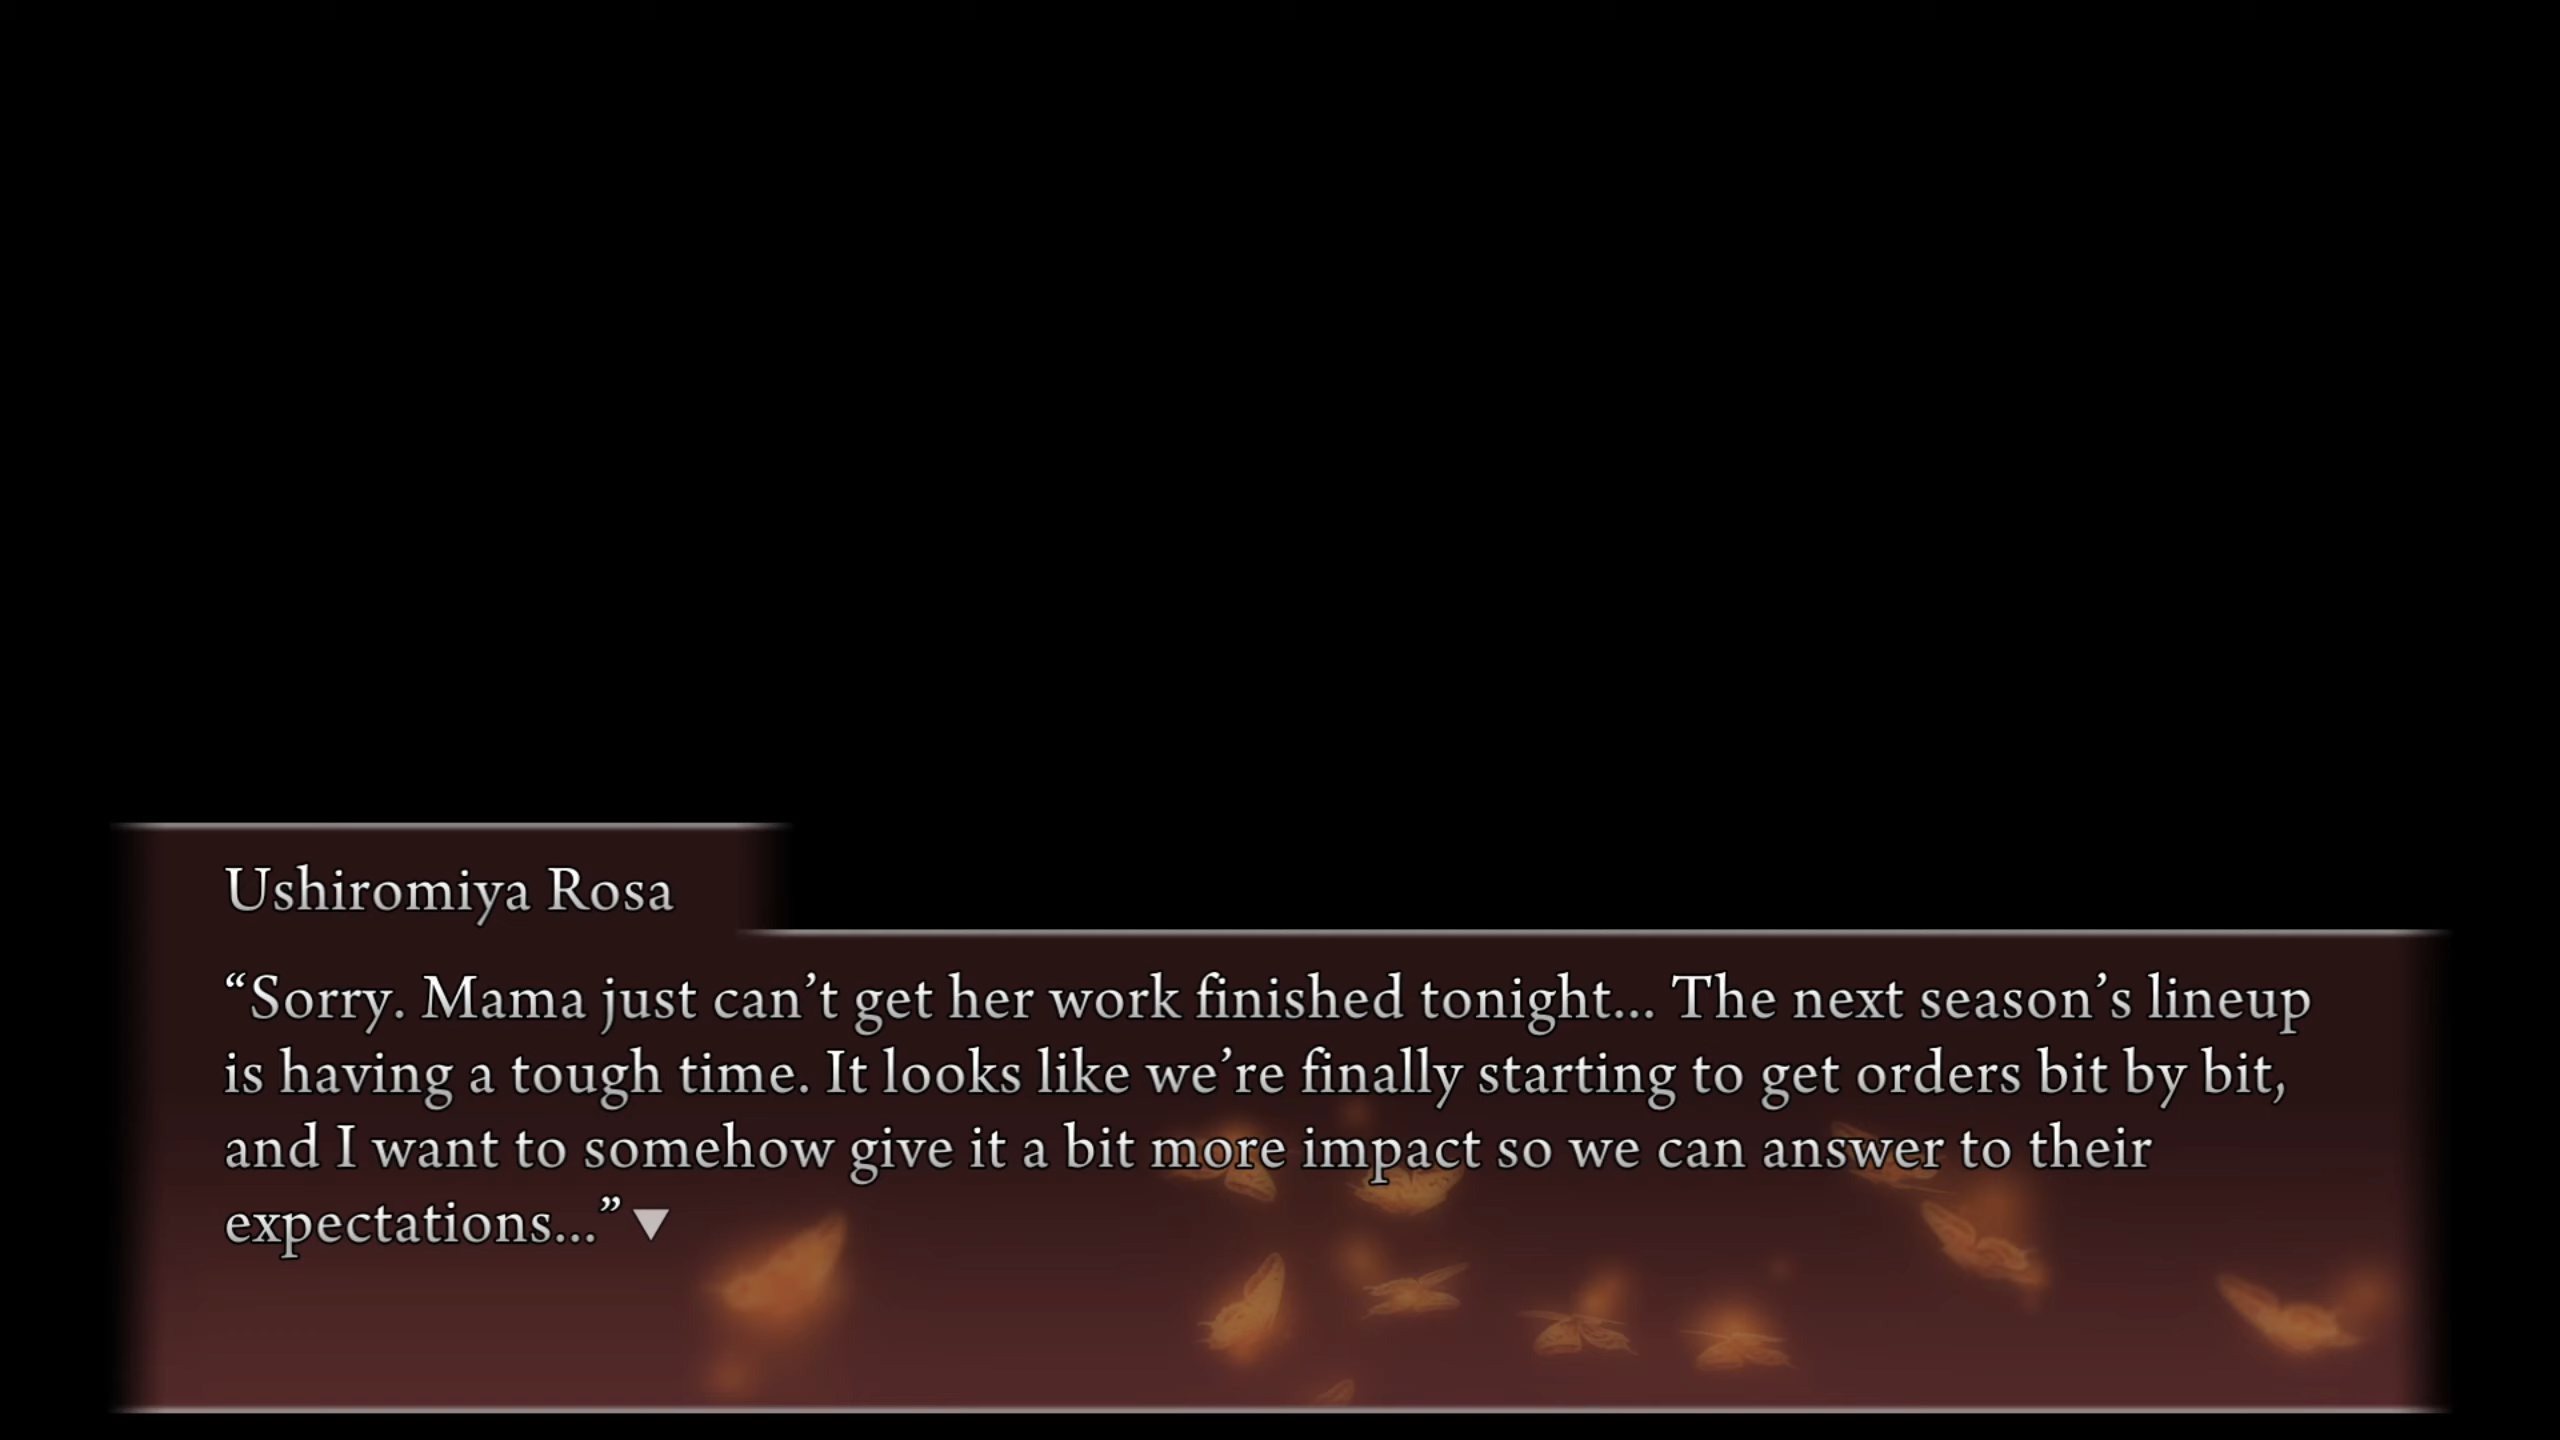 Ushiromiya Rosa
“Sorry. Mama just can’t get her work finished tonight... The next season’s lineup
is having a tough time. It looks like we’re finally starting to get orders bit by bit,
and I want to somehow give it a bit more impact so we can answer to their
expectations...”